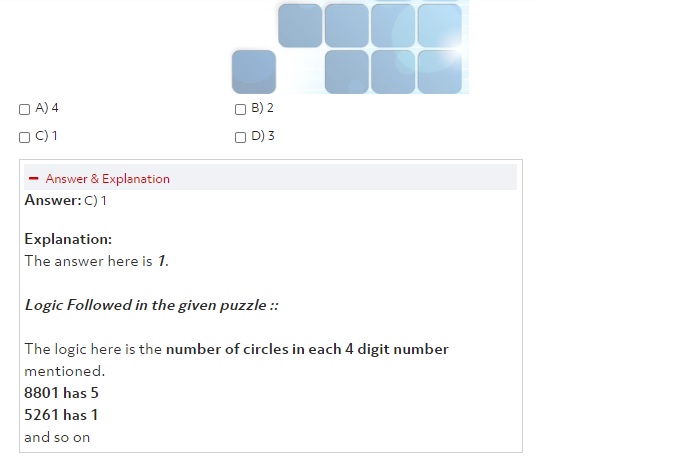 A) 4
B) 2
C) 1
D) 3
Answer & Explanation
Answer: C) 1
Explanation:
The answer here is 1.
Logic Followed in the given puzzle ::
The logic here is the number of circles in each 4 digit number
mentioned.
8801 has 5
5261 has 1
and so on